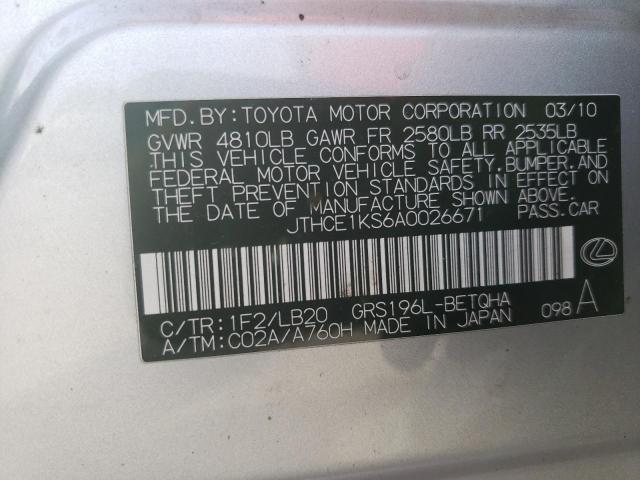 MFD. BY: TOYOTA MOTOR CORPORATION 03/10
GVWR 4810LB GAWR FR 2580LB RR 2535LB
THIS VEHICLE CONFORMS TO ALL APPLICABLE
FEDERAL MOTOR VEHICLE SAFETY, BUMPER, AND
THEFT PREVENTION STANDARDS IN EFFECT ON
THE DATE OF MANUFACTURE SHOWN ABOVE.
JTHCE1KS6A0026671 PASS. CAR
C/TR: 1F2/LB20 GRS196L-BETQHA
A/TM: C02A/A760H MADE IN JAPAN 098 A